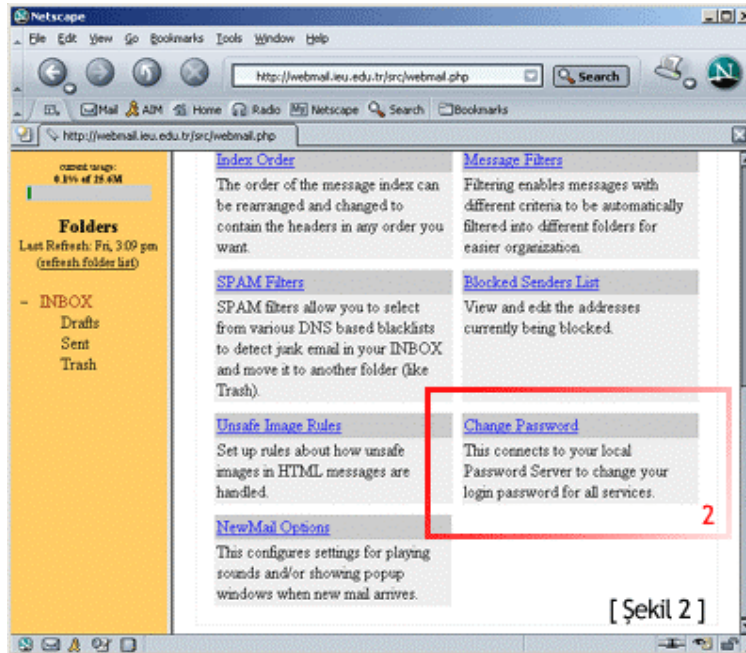 Netscape
File Edit View Go Bookmarks Tools Window Help
http://webmail.ieu.edu.tr/src/webmail.php
Search
Mail AIM Home Radio Netscape Search Bookmarks
http://webmail.ieu.edu.tr/src/webmail.php
current usage:
0.1% of 25.6M
Folders
Last Refresh: Fri, 3:09 pm
(refresh folder list)
- INBOX
Drafts
Sent
Trash
Index Order
The order of the message index can
be rearranged and changed to
contain the headers in any order you
want.
Message Filters
Filtering enables messages with
different criteria to be automatically
filtered into different folders for
easier organization.
SPAM Filters
SPAM filters allow you to select
from various DNS based blacklists
to detect junk email in your INBOX
and move it to another folder (like
Trash).
Blocked Senders List
View and edit the addresses
currently being blocked.
Unsafe Image Rules
Set up rules about how unsafe
images in HTML messages are
handled.
Change Password
This connects to your local
Password Server to change your
login password for all services.
2
NewMail Options
This configures settings for playing
sounds and/or showing popup
windows when new mail arrives.
[ Şekil 2 ]